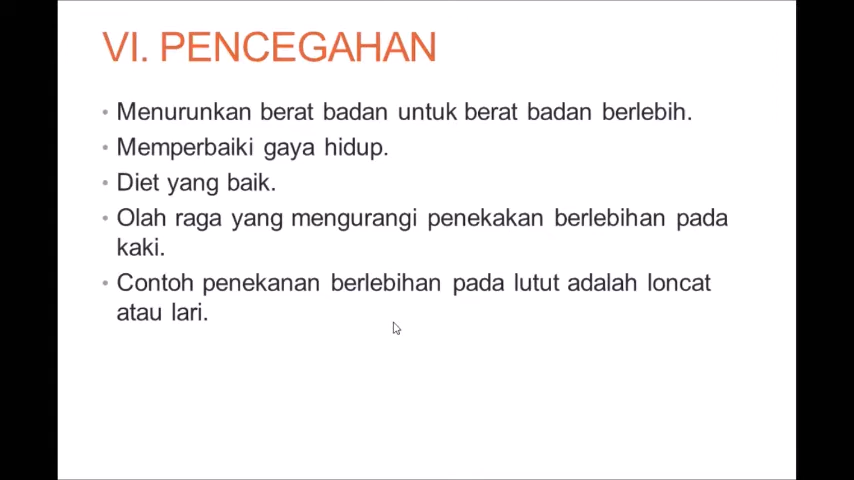 VI. PENCEGAHAN
• Menurunkan berat badan untuk berat badan berlebih.
• Memperbaiki gaya hidup.
• Diet yang baik.
• Olah raga yang mengurangi penekakan berlebihan pada
kaki.
• Contoh penekanan berlebihan pada lutut adalah loncat
atau lari.